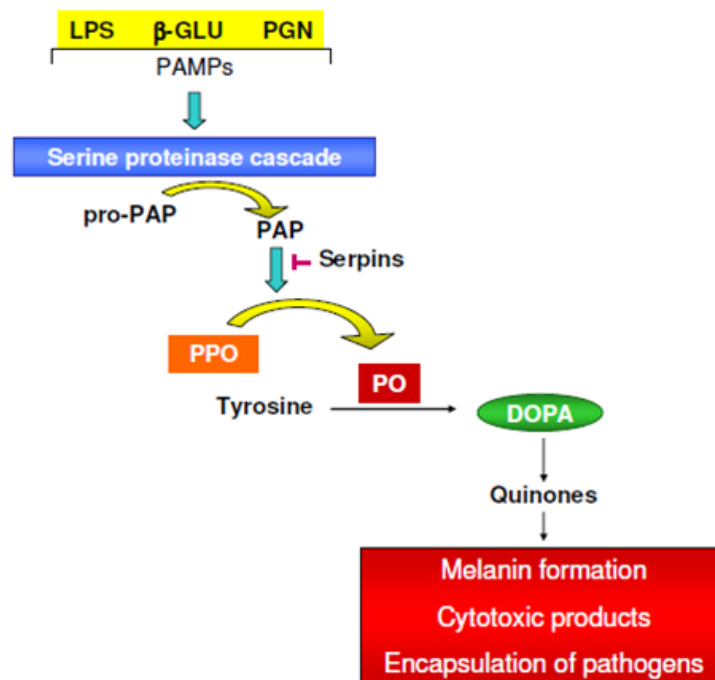 LPS β-GLU PGN
PAMPs
Serine proteinase cascade
pro-PAP
PAP
Serpins
PPO
PO
Tyrosine
DOPA
Quinones
Melanin formation
Cytotoxic products
Encapsulation of pathogens